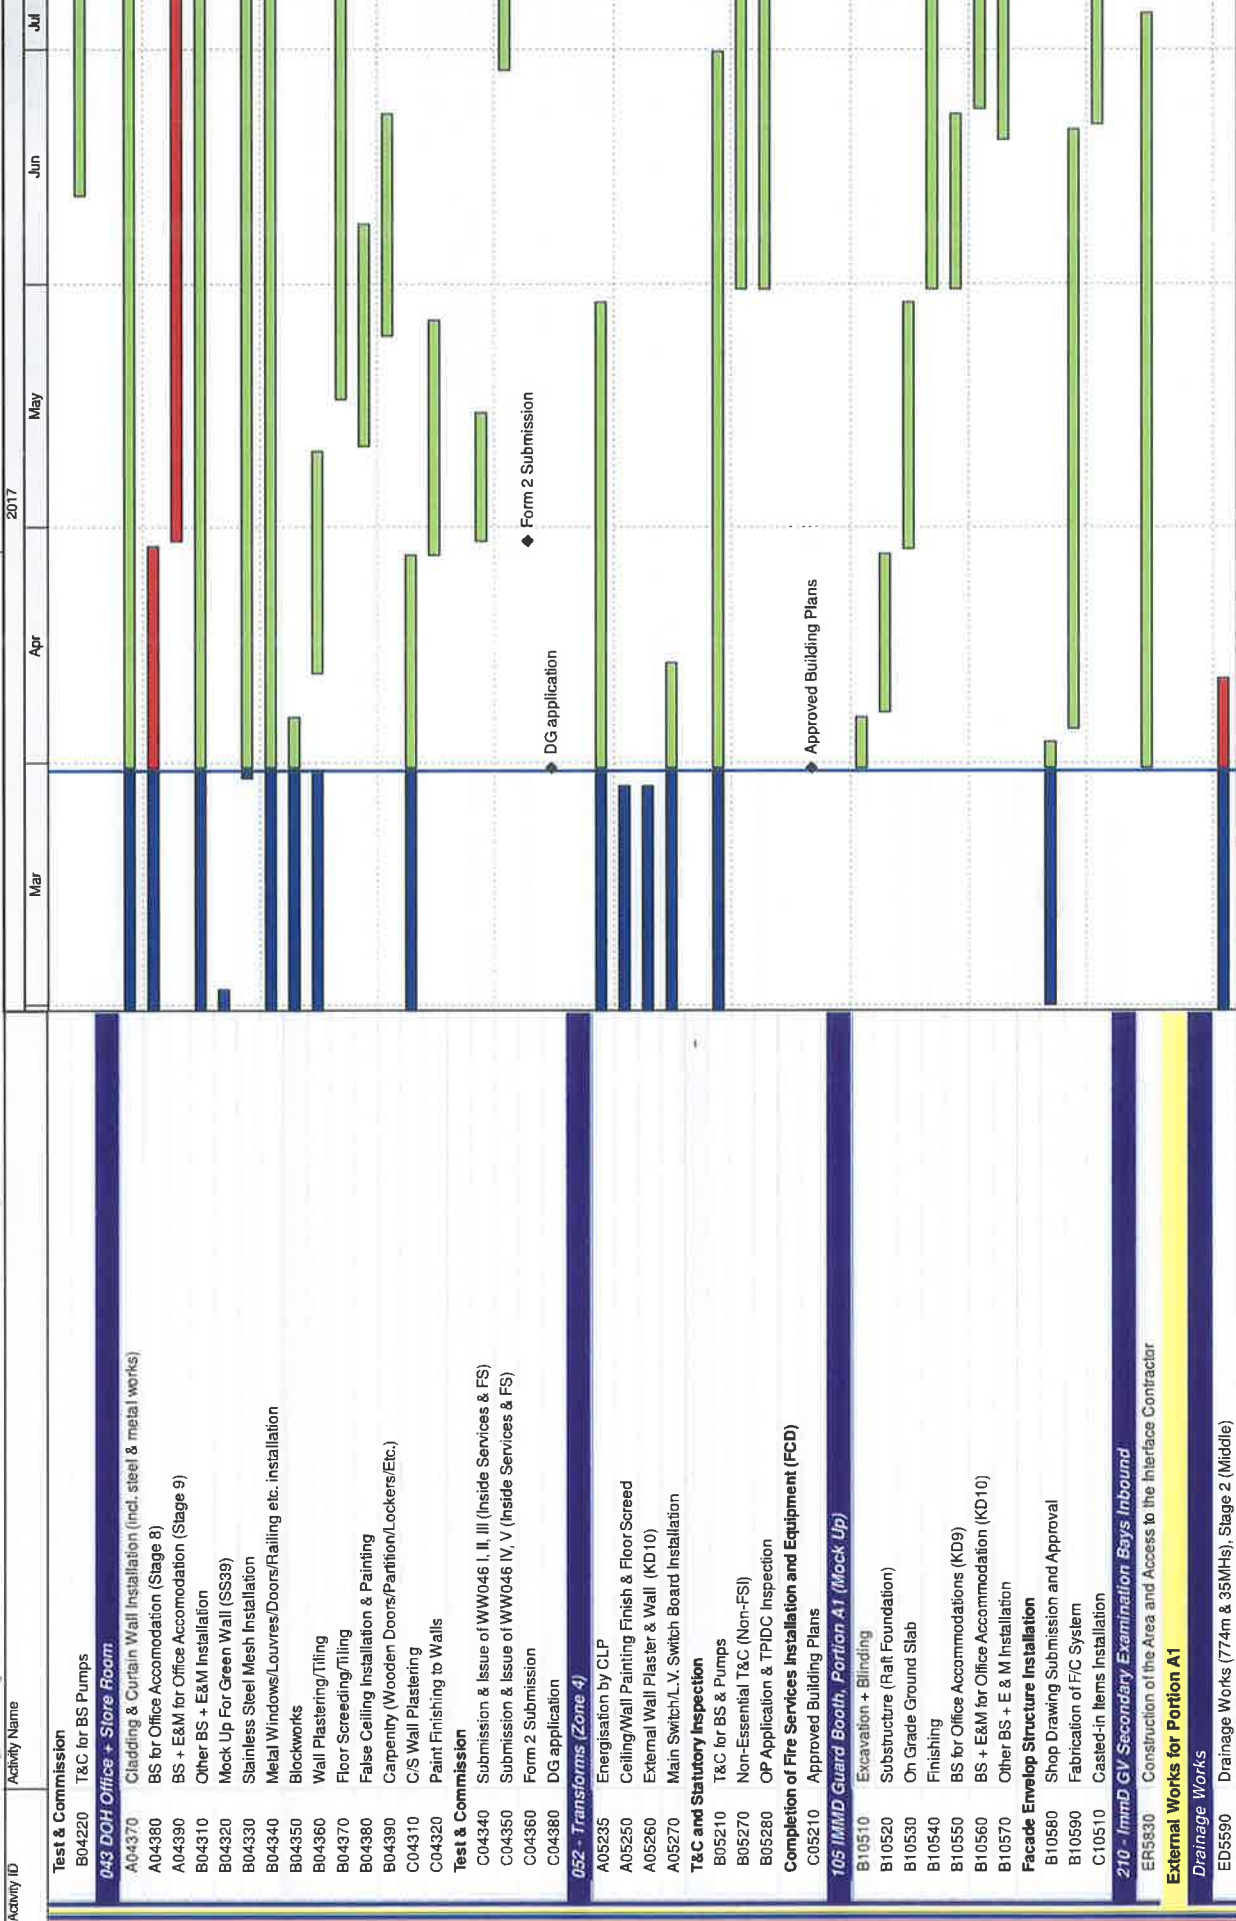 Activity ID Activity Name 2017
Mar Apr May Jun Jul
Test & Commission
B04220 T&C for BS Pumps
043 DOH Office + Store Room
A04370 Cladding & Curtain Wall Installation (incl. steel & metal works)
A04380 BS for Office Accomodation (Stage 8)
A04390 BS + E&M for Office Accomodation (Stage 9)
B04310 Other BS + E&M Installation
B04320 Mock Up For Green Wall (SS39)
B04330 Stainless Steel Mesh Installation
B04340 Metal Windows/Louvres/Doors/Railing etc. installation
B04350 Blockworks
B04360 Wall Plastering/Tiling
B04370 Floor Screeding/Tiling
B04380 False Ceiling Installation & Painting
B04390 Carpentry (Wooden Doors/Partition/Lockers/Etc.)
C04310 C/S Wall Plastering
C04320 Paint Finishing to Walls
Test & Commission
C04340 Submission & Issue of WW046 I, II, III (Inside Services & FS)
C04350 Submission & Issue of WW046 IV, V (Inside Services & FS)
C04360 Form 2 Submission Form 2 Submission
C04380 DG application DG application
052 - Transforms (Zone 4)
A05235 Energisation by CLP
A05250 Ceiling/Wall Painting Finish & Floor Screed
A05260 External Wall Plaster & Wall (KD10)
A05270 Main Switch/L.V. Switch Board Installation
T&C and Statutory Inspection
B05210 T&C for BS & Pumps
B05270 Non-Essential T&C (Non-FSI)
B05280 OP Application & TPIDC Inspection
Completion of Fire Services Installation and Equipment (FCD)
C05210 Approved Building Plans Approved Building Plans
105 IMMD Guard Booth, Portion A1 (Mock Up)
B10510 Excavation + Blinding
B10520 Substructure (Raft Foundation)
B10530 On Grade Ground Slab
B10540 Finishing
B10550 BS for Office Accommodations (KD9)
B10560 BS + E&M for Office Accommodation (KD10)
B10570 Other BS + E & M Installation
Facade Envelop Structure Installation
B10580 Shop Drawing Submission and Approval
B10590 Fabrication of F/C System
C10510 Casted-in Items Installation
210 - ImmD GV Secondary Examination Bays Inbound
ER5830 Construction of the Area and Access to the Interface Contractor
External Works for Portion A1
Drainage Works
ED5590 Drainage Works (774m & 35MHs), Stage 2 (Middle)